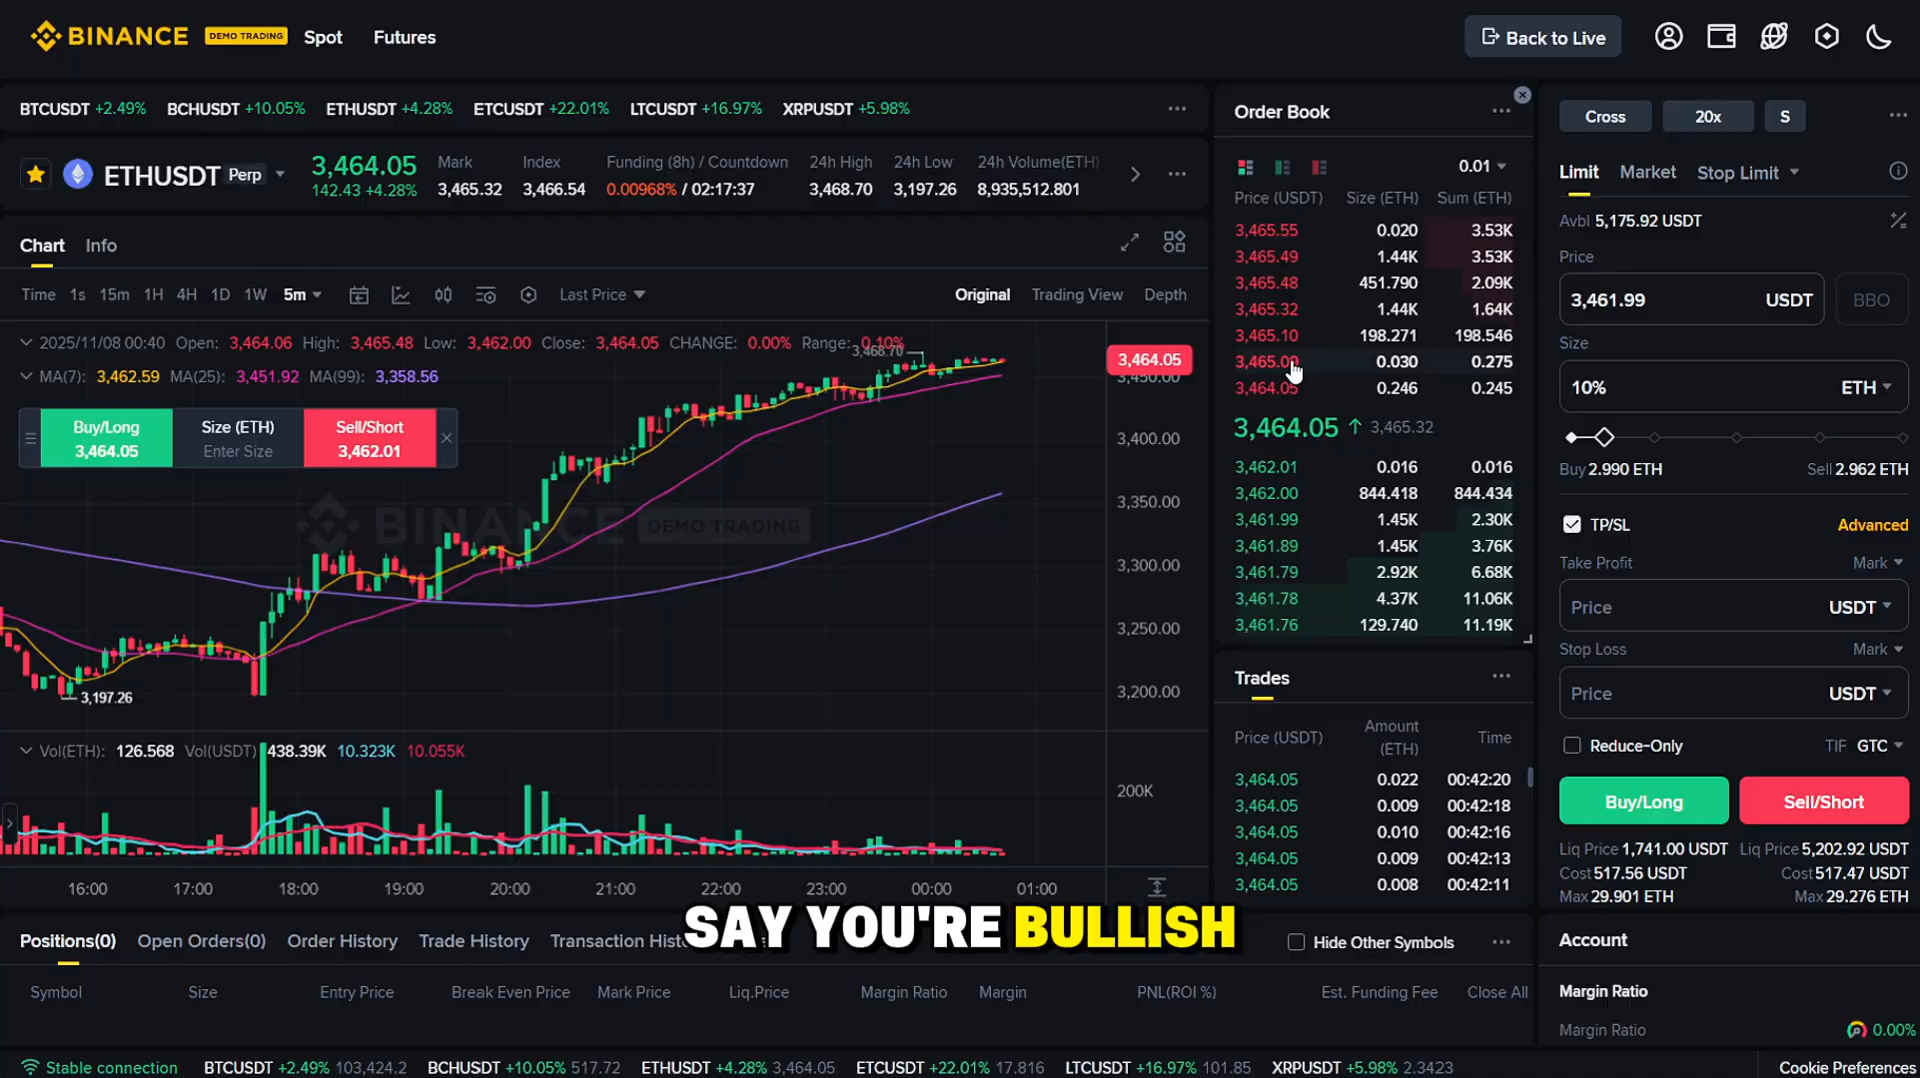 BINANCE DEMO TRADING Spot Futures Back to Live
BTCUSDT +2.49% BCHUSDT +10.05% ETHUSDT +4.28% ETCUSDT +22.01% LTCUSDT +16.97% XRPUSDT +5.98%
ETHUSDT Perp
3,464.05
142.43 +4.28%
Mark
3,465.32
Index
3,466.54
Funding (8h) / Countdown
0.00968% / 02:17:37
24h High
3,468.70
24h Low
3,197.26
24h Volume(ETH)
8,935,512.801
Chart Info
Time 1s 15m 1H 4H 1D 1W 5m Last Price Original Trading View Depth
2025/11/08 00:40 Open: 3,464.06 High: 3,465.48 Low: 3,462.00 Close: 3,464.05 CHANGE: 0.00% Range: 0.10%
3,468.70
MA(7): 3,462.59 MA(25): 3,451.92 MA(99): 3,358.56
Buy/Long
3,464.05
Size (ETH)
Enter Size
Sell/Short
3,462.01
BINANCE DEMO TRADING
3,197.26
3,464.05
3,450.00
3,400.00
3,350.00
3,300.00
3,250.00
3,200.00
Vol(ETH): 126.568 Vol(USDT) 438.39K 10.323K 10.055K
200K
16:00 17:00 18:00 19:00 20:00 21:00 22:00 23:00 00:00 01:00
Order Book
0.01
Price (USDT) Size (ETH) Sum (ETH)
3,465.55 0.020 3.53K
3,465.49 1.44K 3.53K
3,465.48 451.790 2.09K
3,465.32 1.44K 1.64K
3,465.10 198.271 198.546
3,465.09 0.030 0.275
3,464.05 0.246 0.245
3,464.05 ↑ 3,465.32
3,462.01 0.016 0.016
3,462.00 844.418 844.434
3,461.99 1.45K 2.30K
3,461.89 1.45K 3.76K
3,461.79 2.92K 6.68K
3,461.78 4.37K 11.06K
3,461.76 129.740 11.19K
Trades
Price (USDT) Amount (ETH) Time
3,464.05 0.022 00:42:20
3,464.05 0.009 00:42:18
3,464.05 0.010 00:42:16
3,464.05 0.009 00:42:13
3,464.05 0.008 00:42:11
Cross 20x S
Limit Market Stop Limit
Avbl 5,175.92 USDT
Price
3,461.99 USDT BBO
Size
10% ETH
Buy 2.990 ETH Sell 2.962 ETH
TP/SL Advanced
Take Profit Mark
Price USDT
Stop Loss Mark
Price USDT
Reduce-Only TIF GTC
Buy/Long Sell/Short
Liq Price 1,741.00 USDT Liq Price 5,202.92 USDT
Cost 517.56 USDT Cost 517.47 USDT
Max 29.901 ETH Max 29.276 ETH
SAY YOU'RE BULLISH
Positions(0) Open Orders(0) Order History Trade History Transaction Hist Hide Other Symbols
Symbol Size Entry Price Break Even Price Mark Price Liq.Price Margin Ratio Margin PNL(ROI %) Est. Funding Fee Close All
Account
Margin Ratio
Margin Ratio 0.00%
Stable connection BTCUSDT +2.49% 103,424.2 BCHUSDT +10.05% 517.72 ETHUSDT +4.28% 3,464.05 ETCUSDT +22.01% 17.816 LTCUSDT +16.97% 101.85 XRPUSDT +5.98% 2.3423 Cookie Preferences